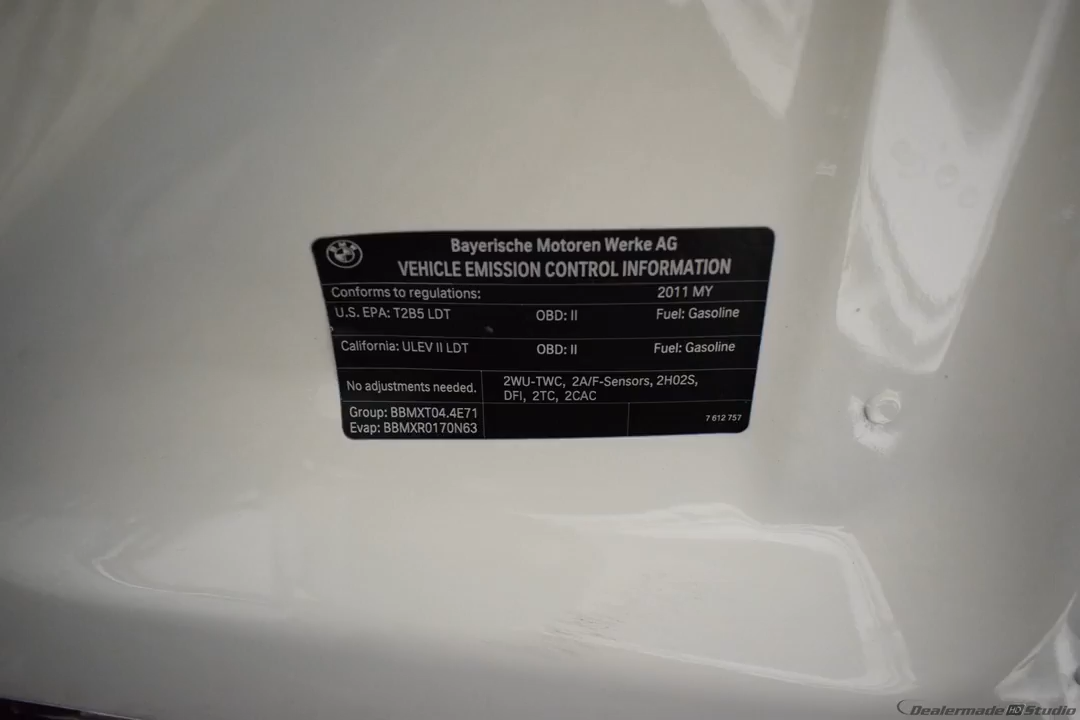 BMW
Bayerische Motoren Werke AG
VEHICLE EMISSION CONTROL INFORMATION
Conforms to regulations: 2011 MY
U.S. EPA: T2B5 LDT OBD: II Fuel: Gasoline
California: ULEV II LDT OBD: II Fuel: Gasoline
No adjustments needed.
2WU-TWC, 2A/F-Sensors, 2HO2S,
DFI, 2TC, 2CAC
Group: BBMXT04.4E71
Evap: BBMXR0170N63
7 612 757
Dealermade HD Studio